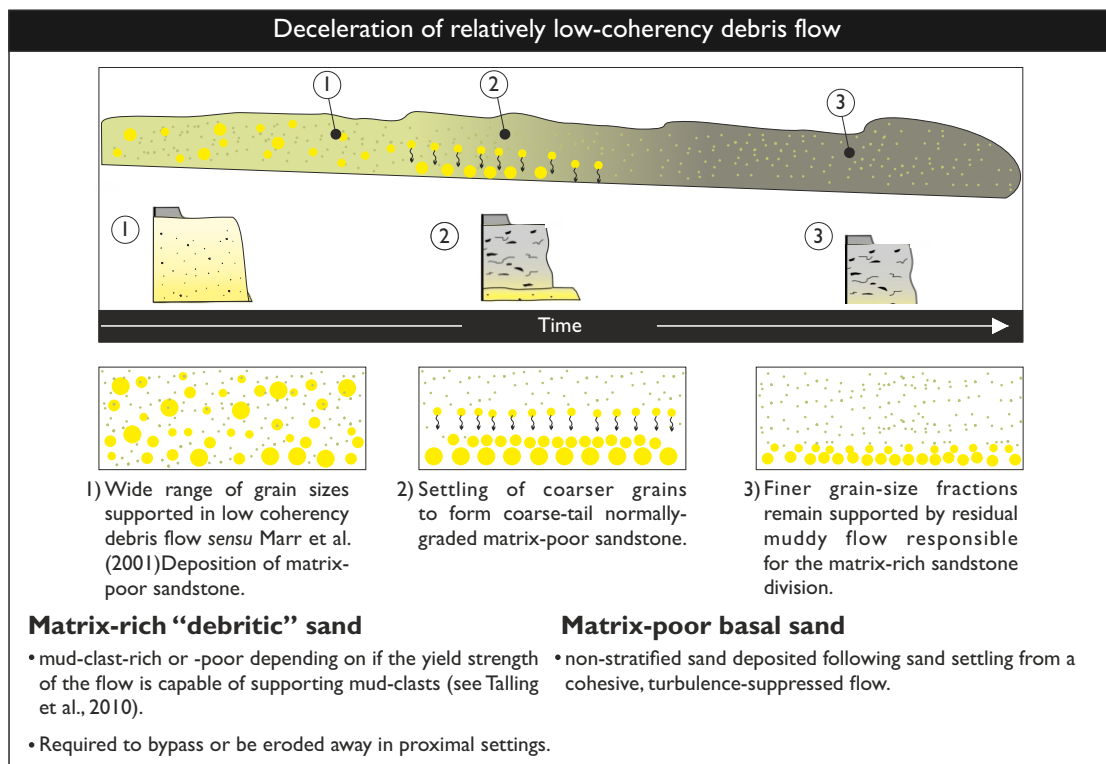 Deceleration of relatively low-coherency debris flow
1
2
3
1
2
3
Time
1) Wide range of grain sizes
supported in low coherency
debris flow sensu Marr et al.
(2001)Deposition of matrix-
poor sandstone.
2) Settling of coarser grains
to form coarse-tail normally-
graded matrix-poor sandstone.
3) Finer grain-size fractions
remain supported by residual
muddy flow responsible
for the matrix-rich sandstone
division.
Matrix-rich “debritic” sand
• mud-clast-rich or -poor depending on if the yield strength
of the flow is capable of supporting mud-clasts (see Talling
et al., 2010).
• Required to bypass or be eroded away in proximal settings.
Matrix-poor basal sand
• non-stratified sand deposited following sand settling from a
cohesive, turbulence-suppressed flow.